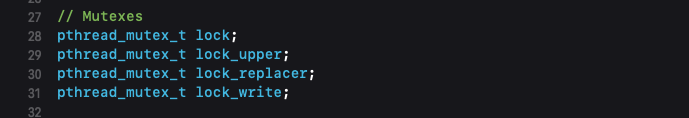 27 // Mutexes
28 pthread_mutex_t lock;
29 pthread_mutex_t lock_upper;
30 pthread_mutex_t lock_replacer;
31 pthread_mutex_t lock_write;
32